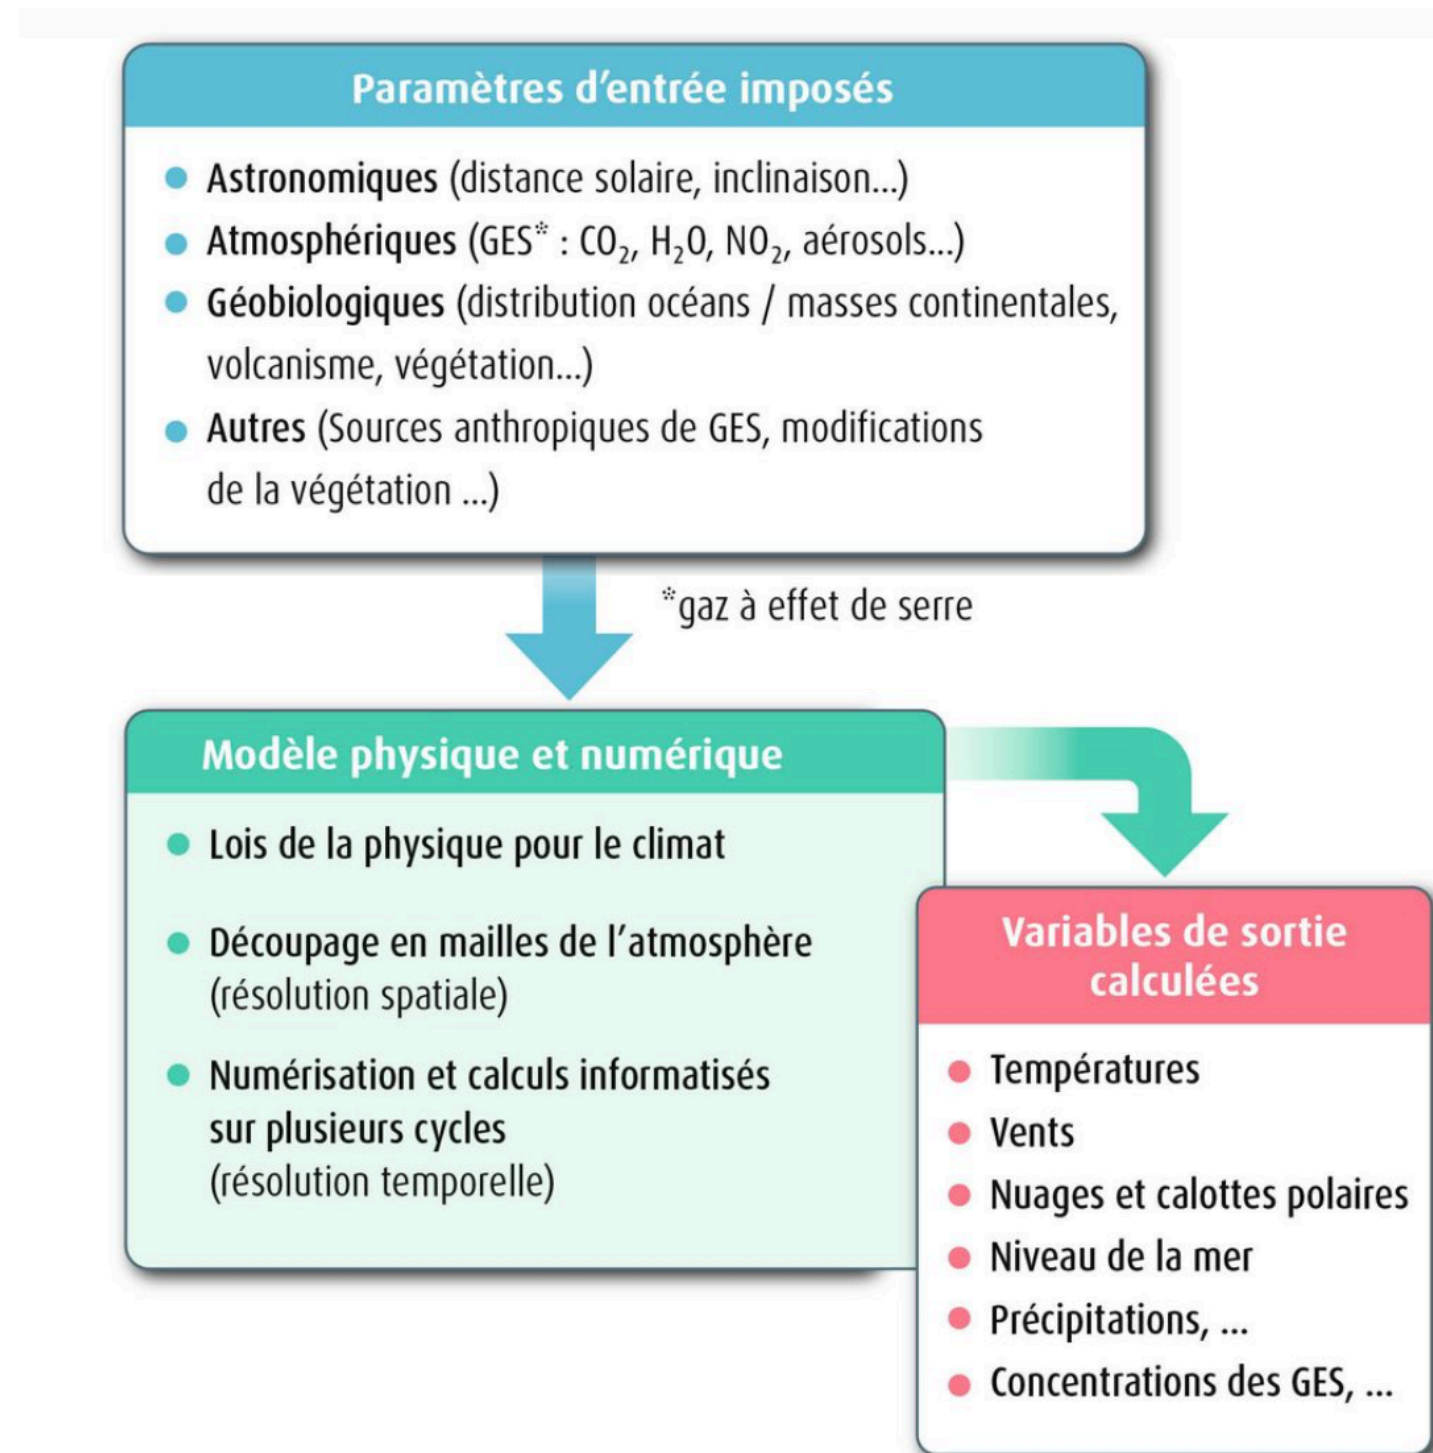 Paramètres d'entrée imposés
Astronomiques (distance solaire, inclinaison...)
Atmosphériques (GES* : CO₂, H₂O, NO₂, aérosols...)
Géobiologiques (distribution océans / masses continentales,
volcanisme, végétation...)
Autres (Sources anthropiques de GES, modifications
de la végétation ...)
*gaz à effet de serre
Modèle physique et numérique
Lois de la physique pour le climat
Découpage en mailles de l'atmosphère
(résolution spatiale)
Numérisation et calculs informatisés
sur plusieurs cycles
(résolution temporelle)
Variables de sortie
calculées
Températures
Vents
Nuages et calottes polaires
Niveau de la mer
Précipitations, ...
Concentrations des GES, ...